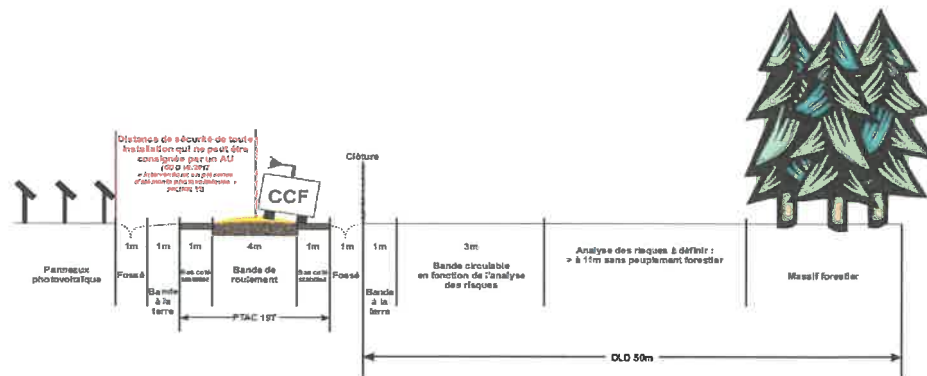 Distance de sécurité de toute
installation qui ne peut être
consignée par un AU
Clôture
CCF
1m
1m
1m
4m
1m
1m
1m
3m
Analyse des risques à définir :
> à 11m sans peuplement forestier
Panneaux
photovoltaïque
Fossé
Bande
à la
terre
Bande de
roulement
Fossé
Bande
à la
terre
Bande circulable
en fonction de l'analyse
des risques
Massif forestier
PTAC 19T
OLD 50m